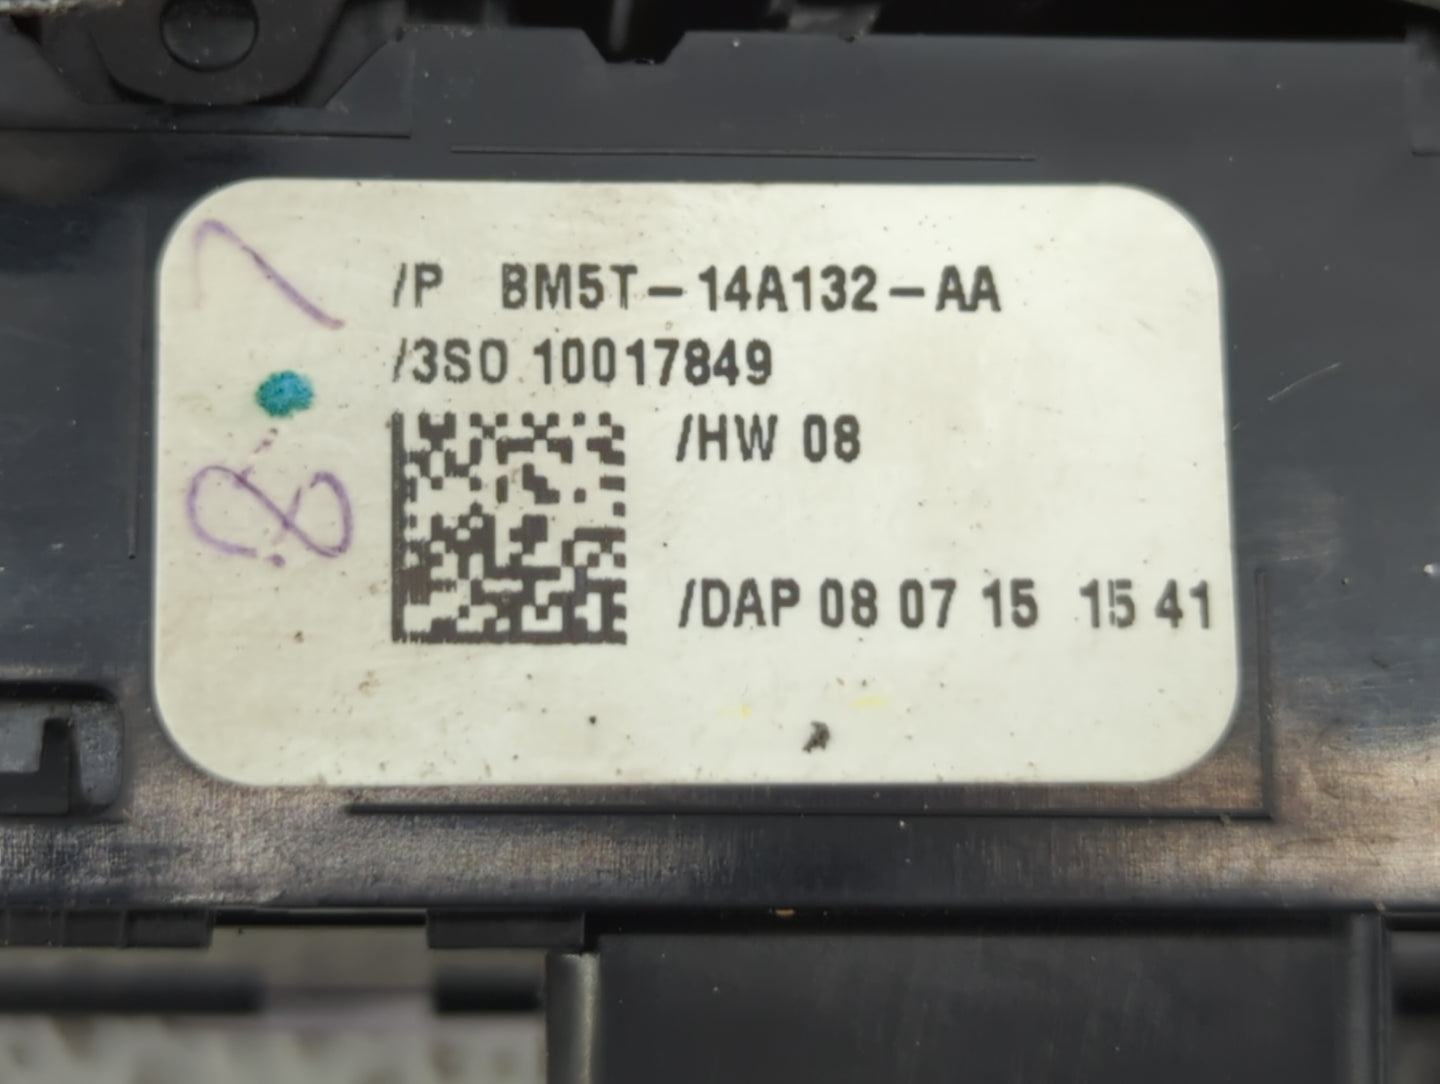 /P BM5T-14A132-AA
/3S0 10017849
/HW 08
/DAP 08 07 15 15 41